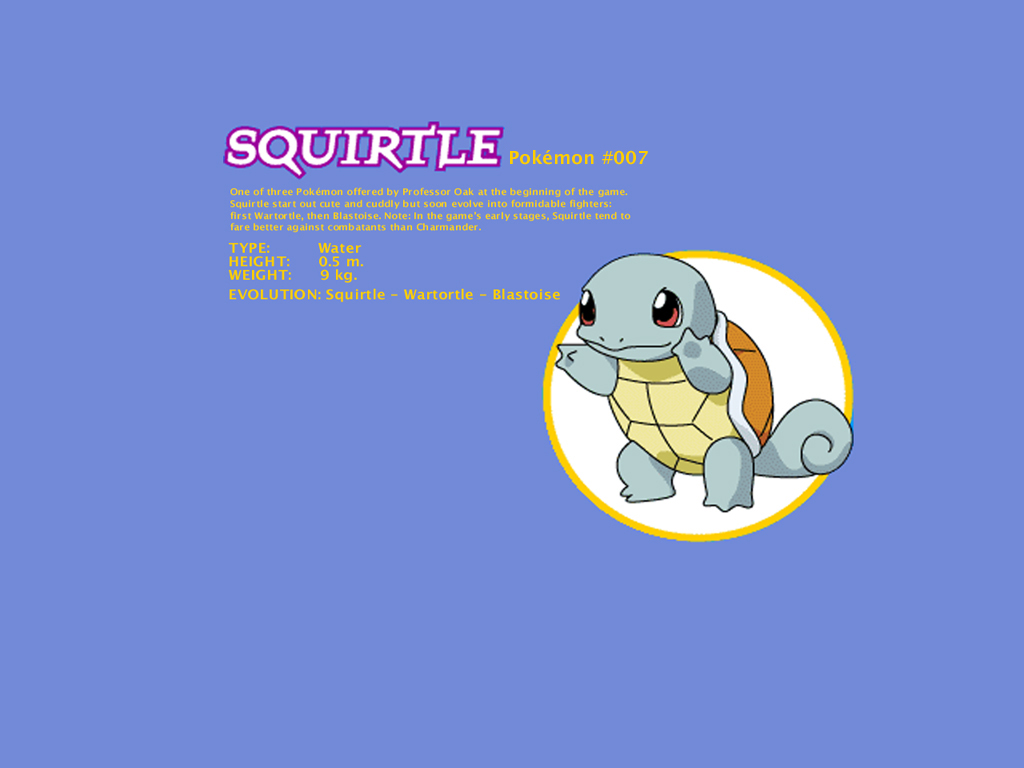 SQUIRTLE Pokémon #007
One of three Pokémon offered by Professor Oak at the beginning of the game.
Squirtle start out cute and cuddly but soon evolve into formidable fighters:
first Wartortle, then Blastoise. Note: In the game's early stages, Squirtle tend to
fare better against combatants than Charmander.
TYPE: Water
HEIGHT: 0.5 m.
WEIGHT: 9 kg.
EVOLUTION: Squirtle - Wartortle - Blastoise